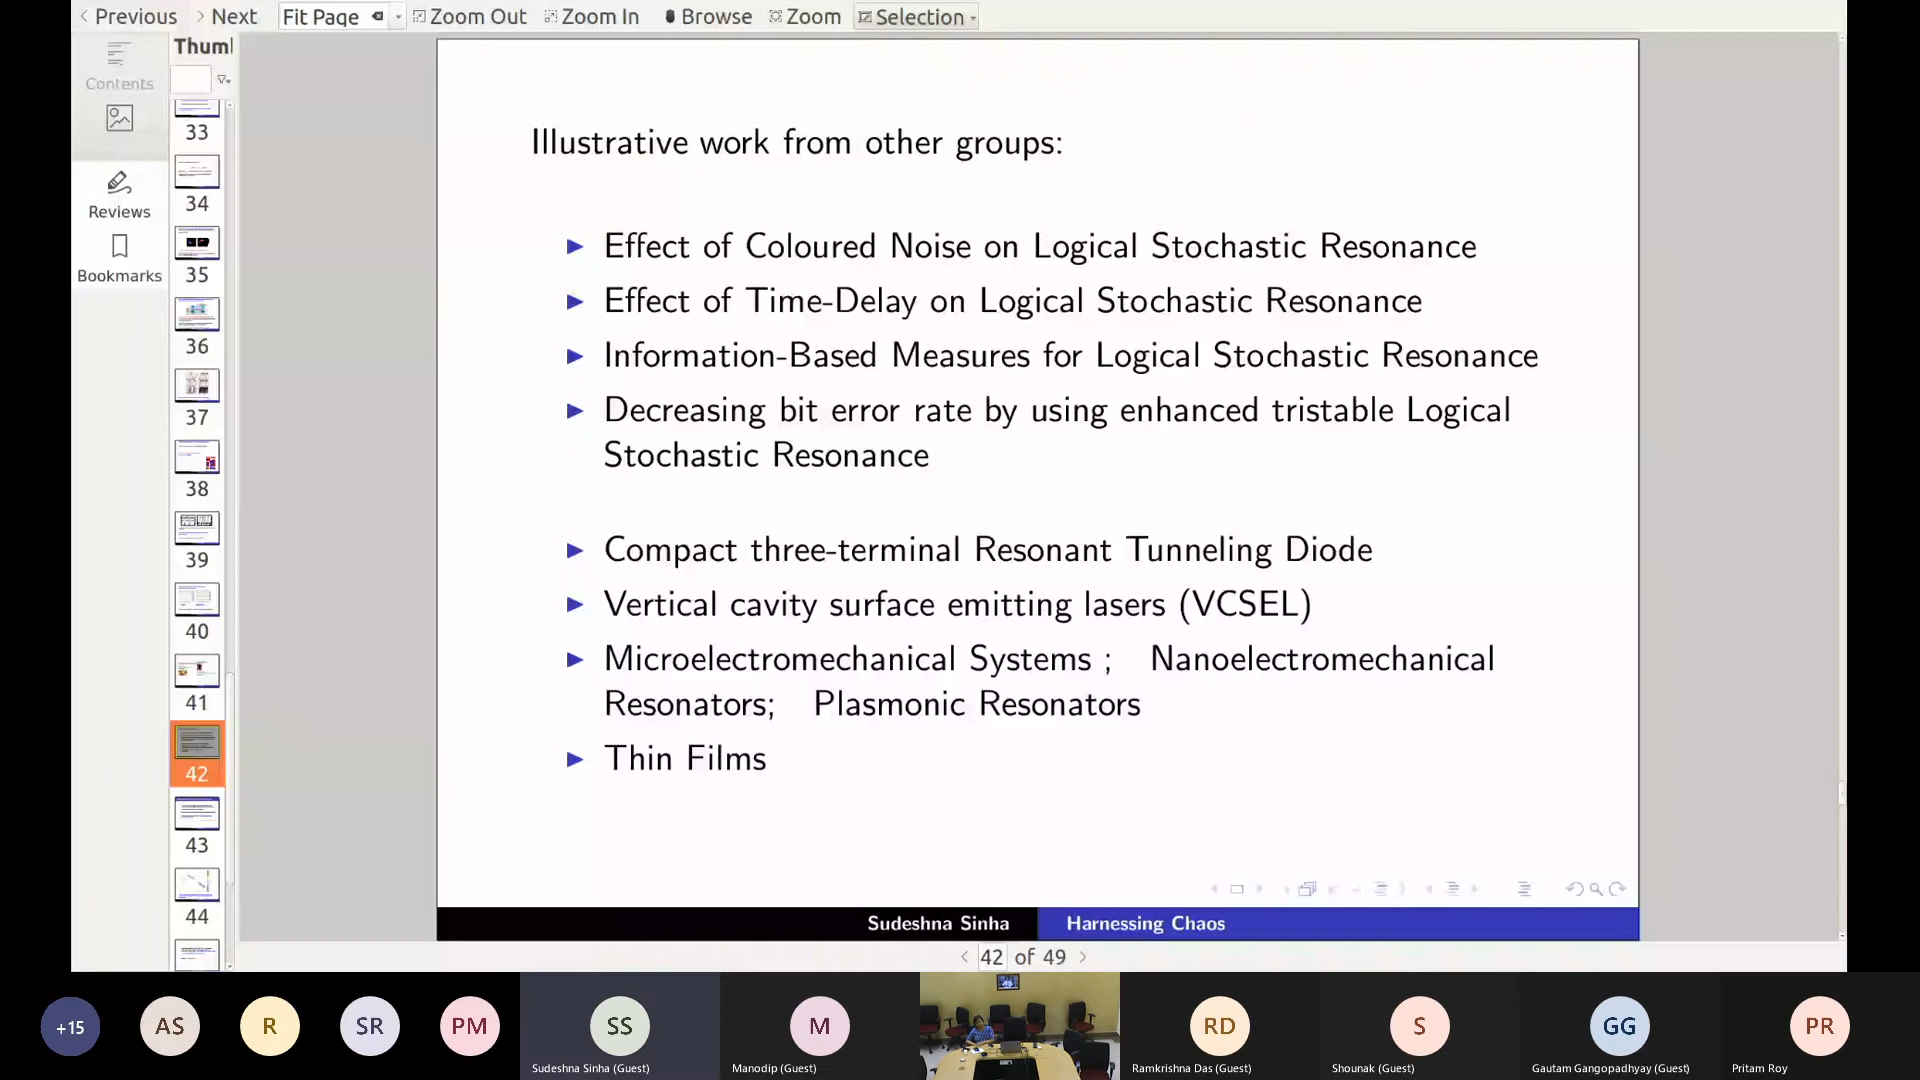 Previous Next Fit Page Zoom Out Zoom In Browse Zoom Selection
Contents
Reviews
Bookmarks
33
34
35
36
37
38
39
40
41
42
43
44
Illustrative work from other groups:
Effect of Coloured Noise on Logical Stochastic Resonance
Effect of Time-Delay on Logical Stochastic Resonance
Information-Based Measures for Logical Stochastic Resonance
Decreasing bit error rate by using enhanced tristable Logical
Stochastic Resonance
Compact three-terminal Resonant Tunneling Diode
Vertical cavity surface emitting lasers (VCSEL)
Microelectromechanical Systems ; Nanoelectromechanical
Resonators; Plasmonic Resonators
Thin Films
Sudeshna Sinha Harnessing Chaos
42 of 49
+15 AS R SR PM SS M RD S GG PR
Sudeshna Sinha (Guest) Manodip (Guest) Ramkrishna Das (Guest) Shounak (Guest) Gautam Gangopadhyay (Guest) Pritam Roy